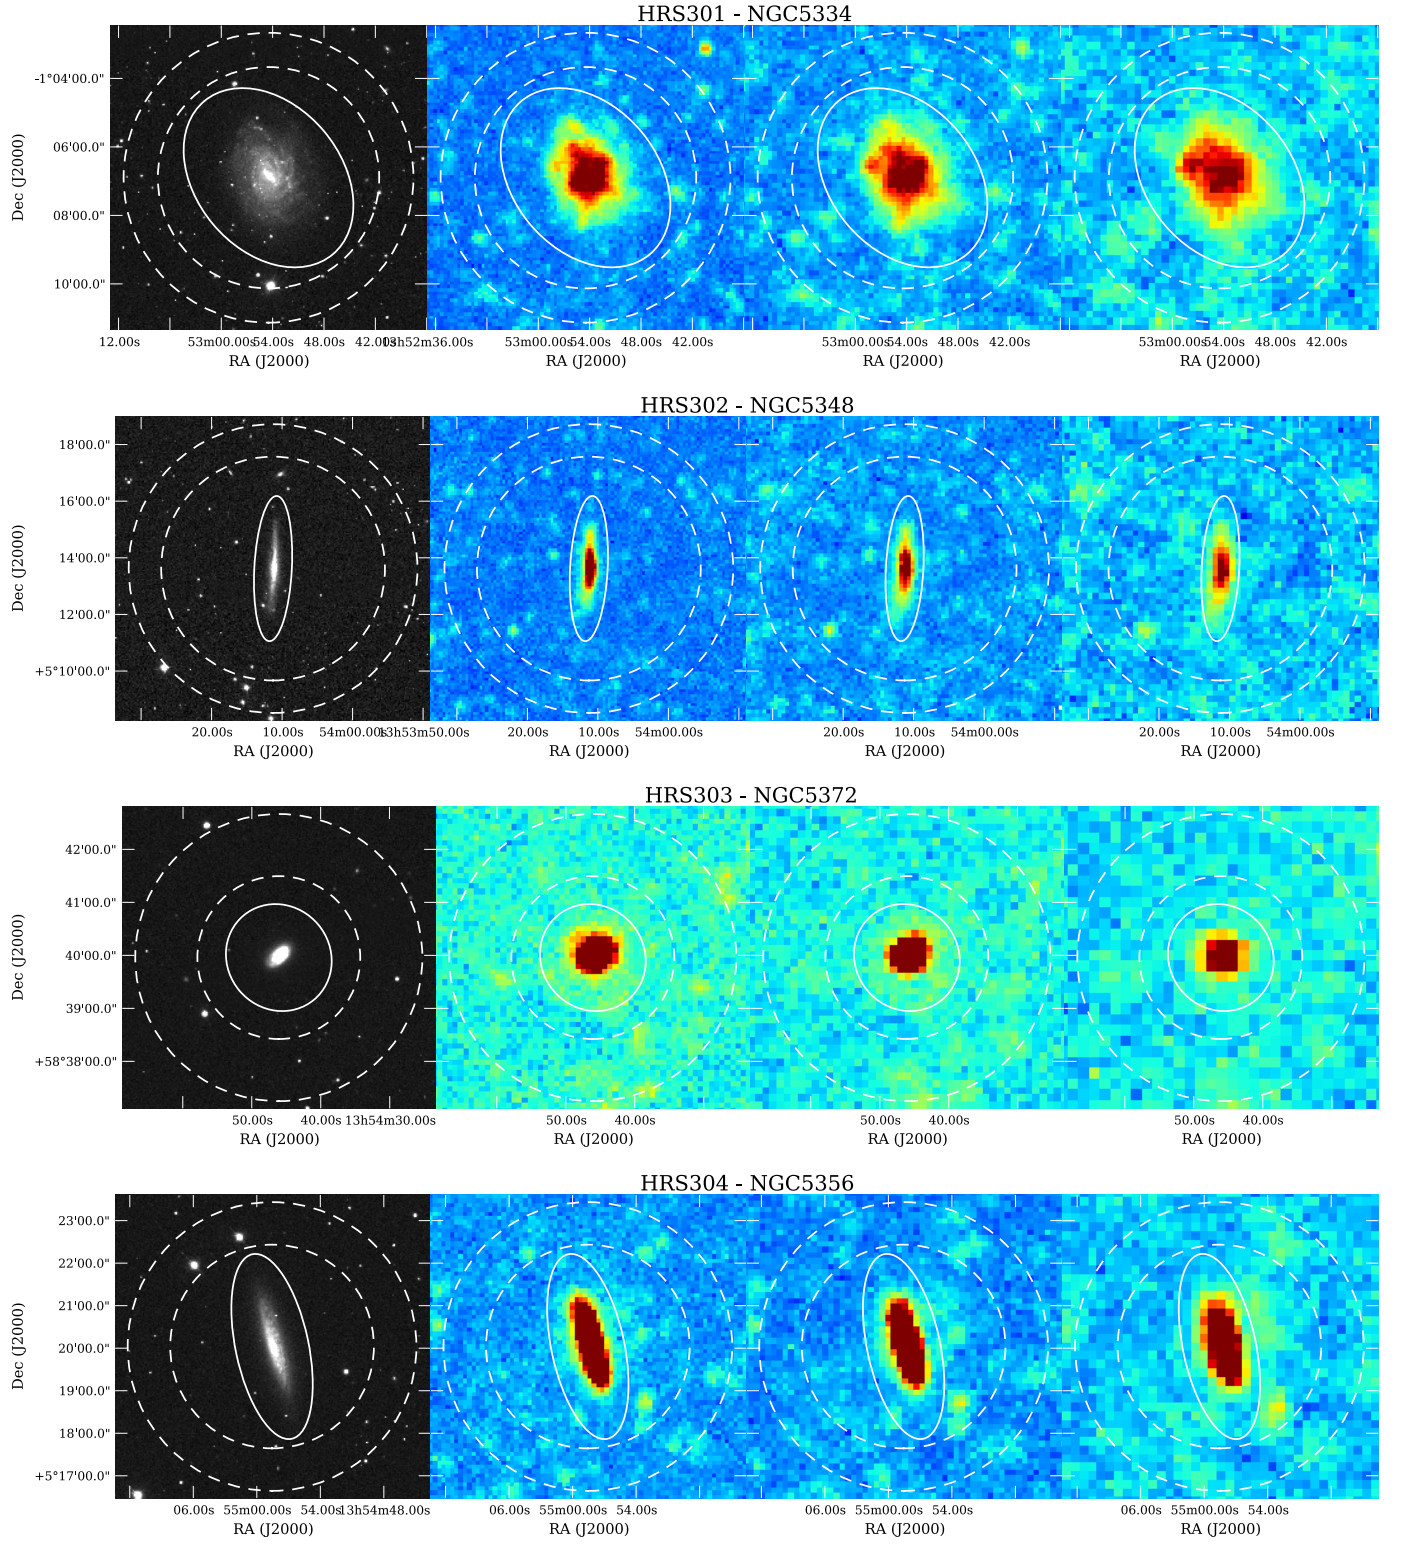 HRS301 - NGC5334
Dec (J2000)
-1°04'00.0"
06'00.0"
08'00.0"
10'00.0"
12.00s 53m00.00s 54.00s 48.00s 42.00s 13h52m36.00s 53m00.00s 54.00s 48.00s 42.00s 53m00.00s 54.00s 48.00s 42.00s 53m00.00s 54.00s 48.00s 42.00s
RA (J2000) RA (J2000) RA (J2000) RA (J2000)
HRS302 - NGC5348
Dec (J2000)
18'00.0"
16'00.0"
14'00.0"
12'00.0"
+5°10'00.0"
20.00s 10.00s 54m00.00s 13h53m50.00s 20.00s 10.00s 54m00.00s 20.00s 10.00s 54m00.00s 20.00s 10.00s 54m00.00s
RA (J2000) RA (J2000) RA (J2000) RA (J2000)
HRS303 - NGC5372
Dec (J2000)
42'00.0"
41'00.0"
40'00.0"
39'00.0"
+58°38'00.0"
50.00s 40.00s 13h54m30.00s 50.00s 40.00s 50.00s 40.00s 50.00s 40.00s
RA (J2000) RA (J2000) RA (J2000) RA (J2000)
HRS304 - NGC5356
Dec (J2000)
23'00.0"
22'00.0"
21'00.0"
20'00.0"
19'00.0"
18'00.0"
+5°17'00.0"
06.00s 55m00.00s 54.00s 13h54m48.00s 06.00s 55m00.00s 54.00s 06.00s 55m00.00s 54.00s 06.00s 55m00.00s 54.00s
RA (J2000) RA (J2000) RA (J2000) RA (J2000)